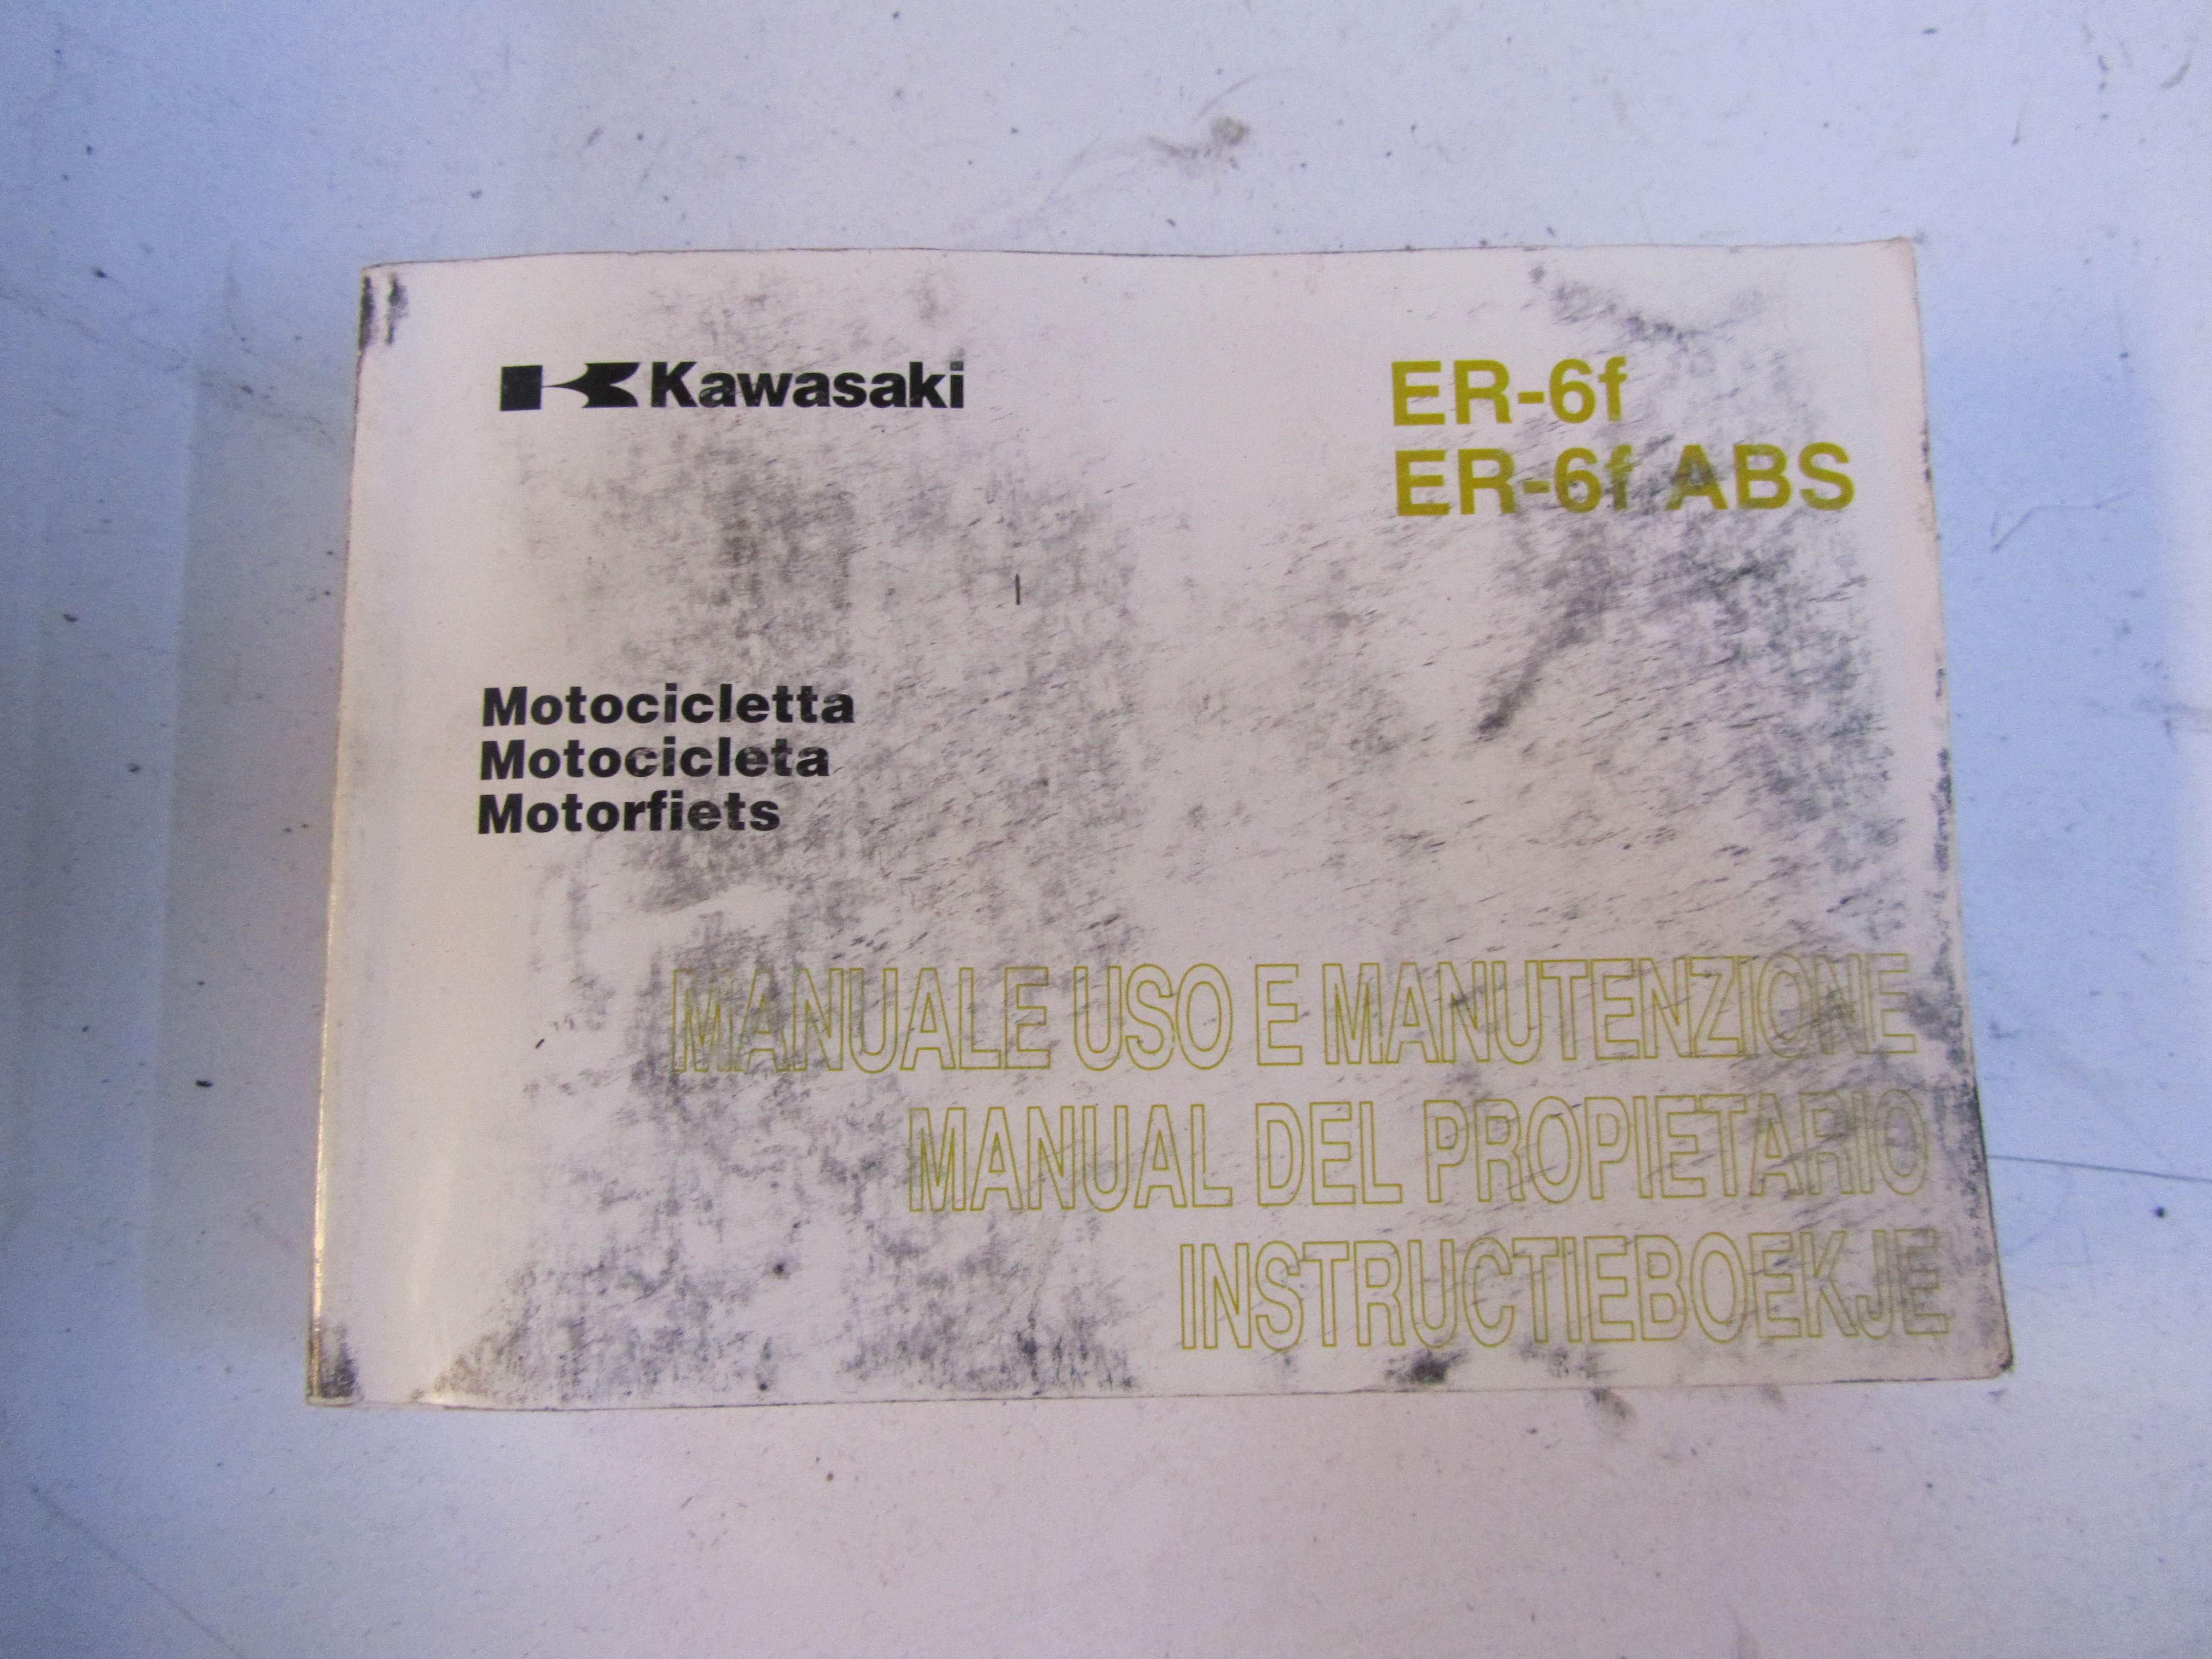 Kawasaki
ER-6f
ER-6f ABS
Motocicletta
Motocicleta
Motorfiets
MANUALE USO E MANUTENZIONE
MANUAL DEL PROPIETARIO
INSTRUCTIEBOEKJE